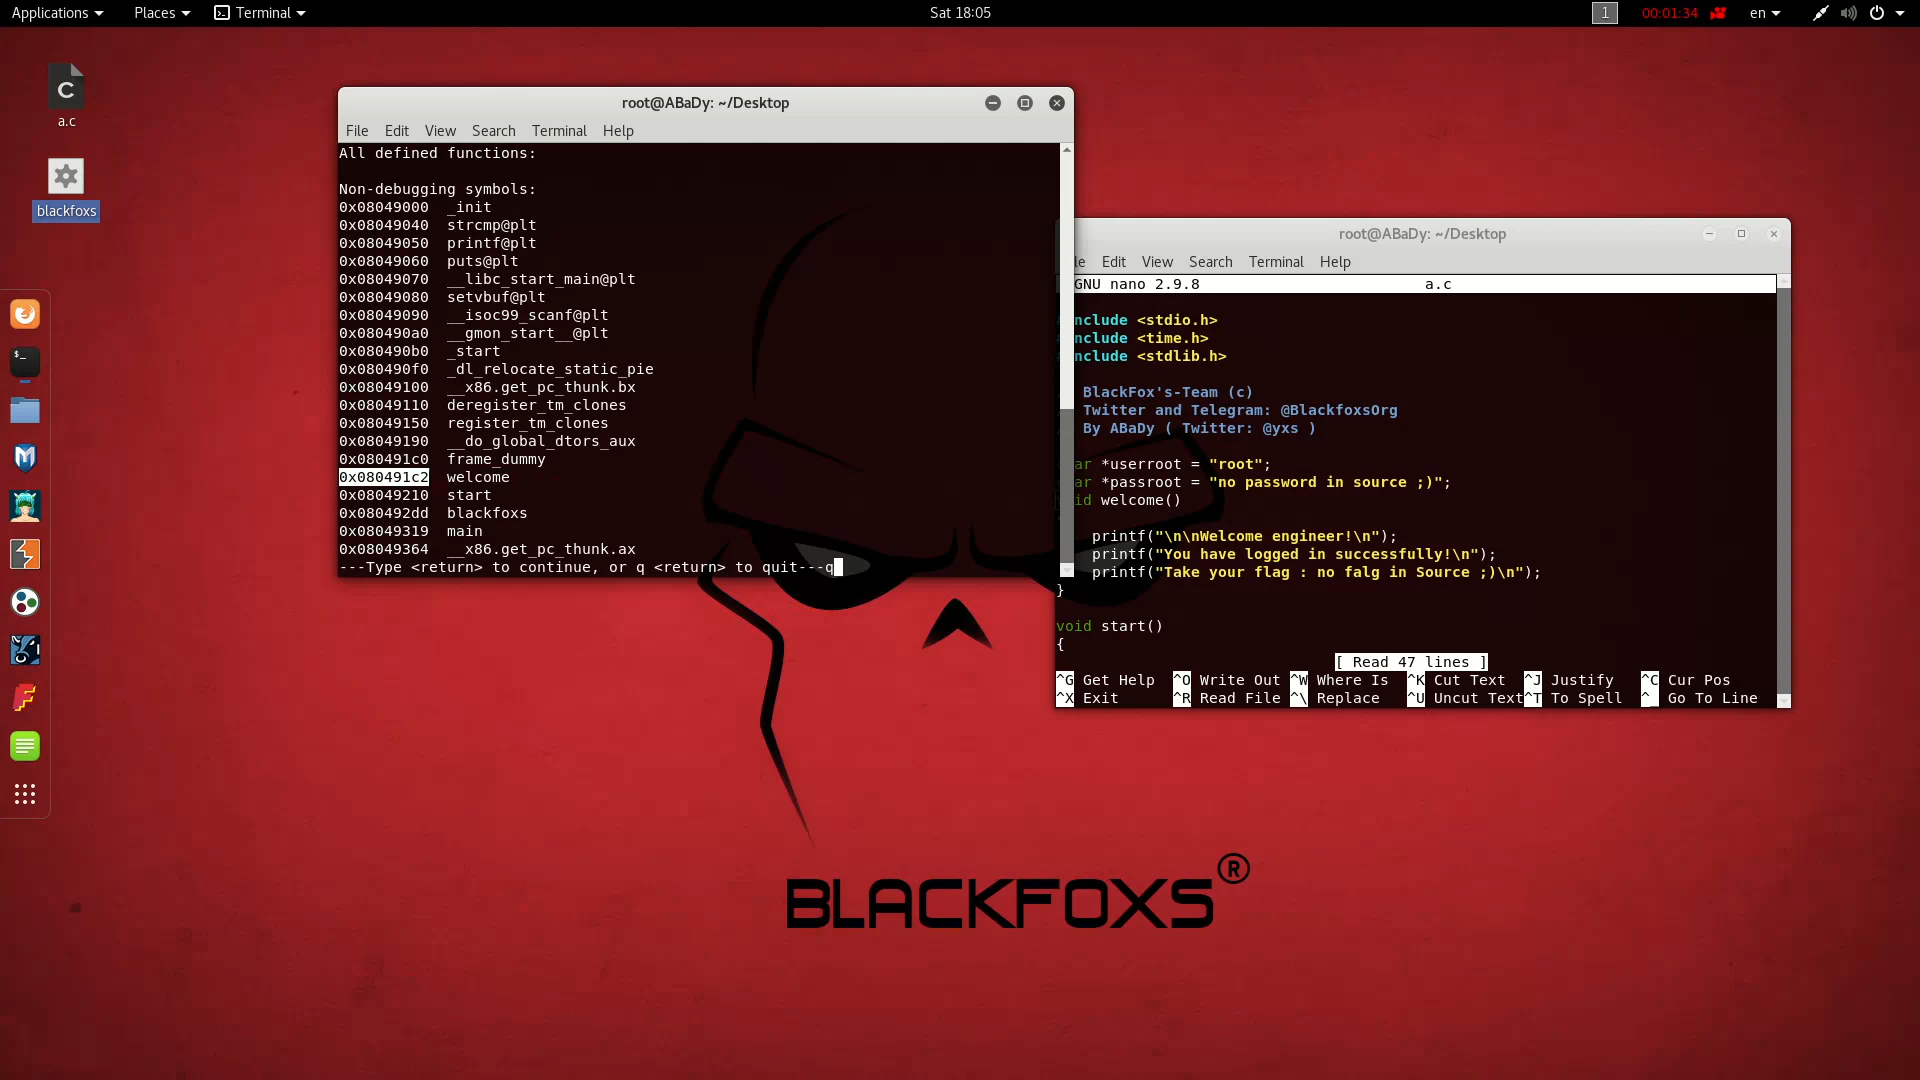 Applications Places Terminal Sat 18:05 1 00:01:34 en
a.c
blackfoxs
root@ABaDy: ~/Desktop
File Edit View Search Terminal Help
All defined functions:
Non-debugging symbols:
0x08049000 _init
0x08049040 strcmp@plt
0x08049050 printf@plt
0x08049060 puts@plt
0x08049070 __libc_start_main@plt
0x08049080 setvbuf@plt
0x08049090 __isoc99_scanf@plt
0x080490a0 __gmon_start__@plt
0x080490b0 _start
0x080490f0 _dl_relocate_static_pie
0x08049100 __x86.get_pc_thunk.bx
0x08049110 deregister_tm_clones
0x08049150 register_tm_clones
0x08049190 __do_global_dtors_aux
0x080491c0 frame_dummy
0x080491c2 welcome
0x08049210 start
0x080492dd blackfoxs
0x08049319 main
0x08049364 __x86.get_pc_thunk.ax
---Type <return> to continue, or q <return> to quit---q
root@ABaDy: ~/Desktop
le Edit View Search Terminal Help
GNU nano 2.9.8 a.c
nclude <stdio.h>
nclude <time.h>
nclude <stdlib.h>
BlackFox's-Team (c)
Twitter and Telegram: @BlackfoxsOrg
By ABaDy ( Twitter: @yxs )
ar *userroot = "root";
ar *passroot = "no password in source ;)";
id welcome()
printf("\n\nWelcome engineer!\n");
printf("You have logged in successfully!\n");
printf("Take your flag : no falg in Source ;)\n");
}
void start()
{
[ Read 47 lines ]
^G Get Help ^O Write Out ^W Where Is ^K Cut Text ^J Justify ^C Cur Pos
^X Exit ^R Read File ^\ Replace ^U Uncut Text ^T To Spell ^_ Go To Line
BLACKFOXS®